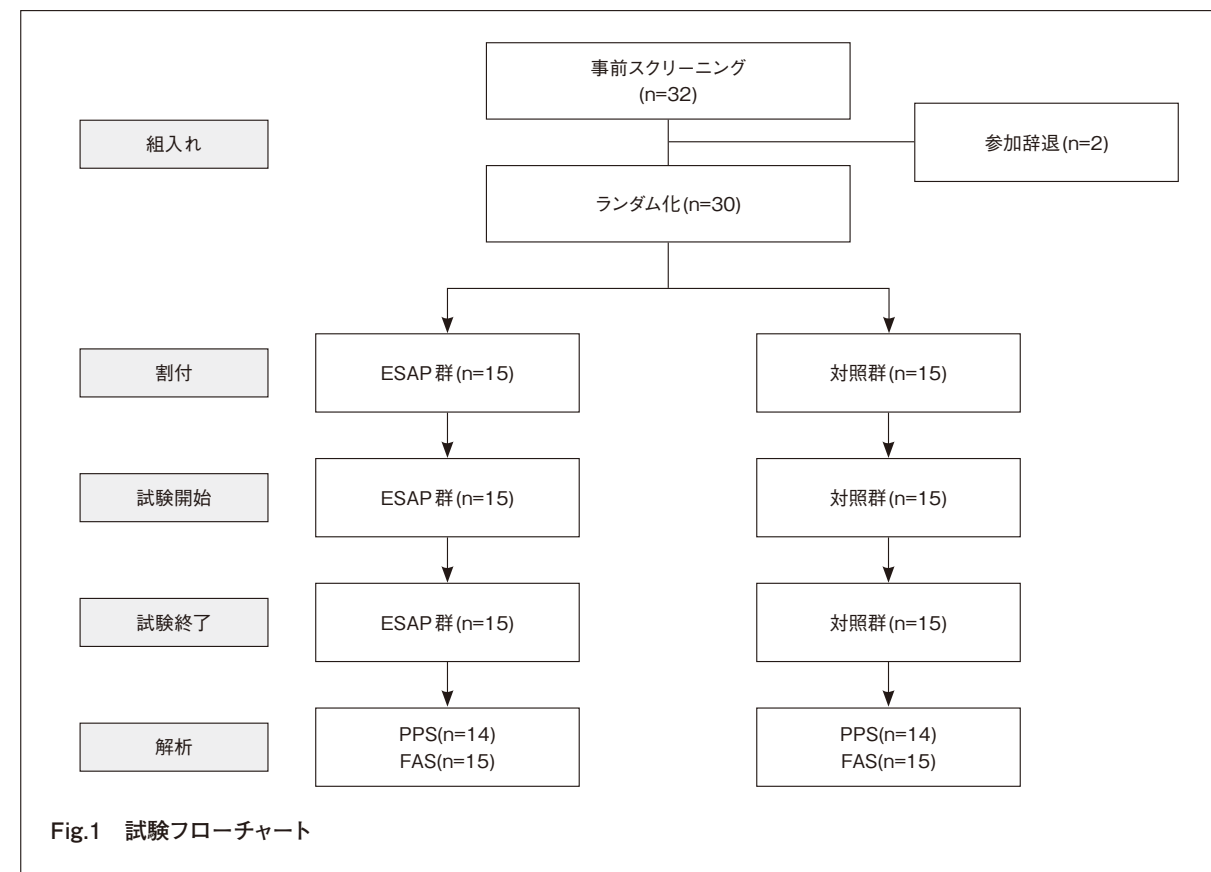 事前スクリーニング
(n=32)
組入れ
参加辞退(n=2)
ランダム化(n=30)
割付
ESAP群(n=15)
対照群(n=15)
試験開始
ESAP群(n=15)
対照群(n=15)
試験終了
ESAP群(n=15)
対照群(n=15)
解析
PPS(n=14)
FAS(n=15)
PPS(n=14)
FAS(n=15)
Fig.1 試験フローチャート